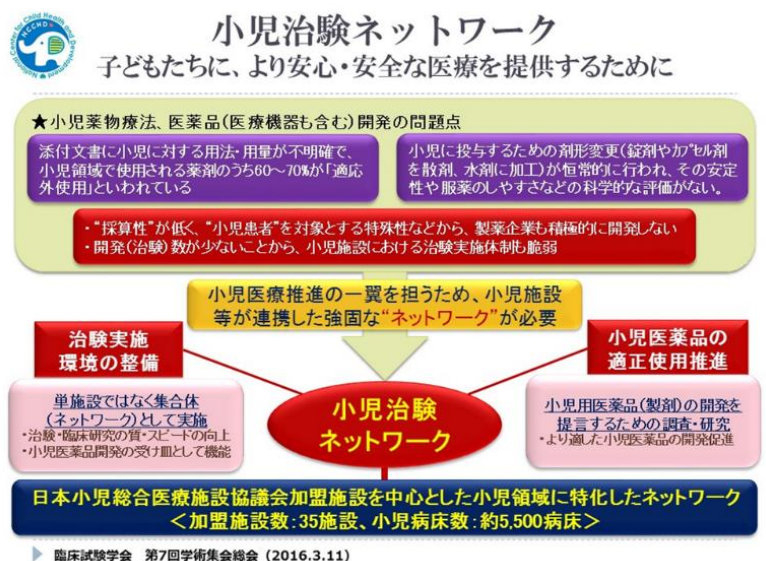 National Center for Child Health and Development
NCCHD
小児治験ネットワーク
子どもたちに、より安心・安全な医療を提供するために
★小児薬物療法、医薬品(医療機器も含む)開発の問題点
添付文書に小児に対する用法・用量が不明確で、
小児領域で使用される薬剤のうち60～70%が「適応
外使用」といわれている
小児に投与するための剤形変更(錠剤やｶﾌﾟｾﾙ剤
を散剤、水剤に加工)が恒常的に行われ、その安定
性や服薬のしやすさなどの科学的な評価がない。
・“採算性”が低く、“小児患者”を対象とする特殊性などから、製薬企業も積極的に開発しない
・開発(治験)数が少ないことから、小児施設における治験実施体制も脆弱
小児医療推進の一翼を担うため、小児施設
等が連携した強固な“ネットワーク”が必要
治験実施
環境の整備
単施設ではなく集合体
(ネットワーク)として実施
・治験・臨床研究の質・スピードの向上
・小児医薬品開発の受け皿として機能
小児治験
ネットワーク
小児医薬品の
適正使用推進
小児用医薬品(製剤)の開発を
提言するための調査・研究
・より適した小児医薬品の開発促進
日本小児総合医療施設協議会加盟施設を中心とした小児領域に特化したネットワーク
＜加盟施設数:35施設、小児病床数:約5,500病床＞
臨床試験学会 第7回学術集会総会 (2016.3.11)